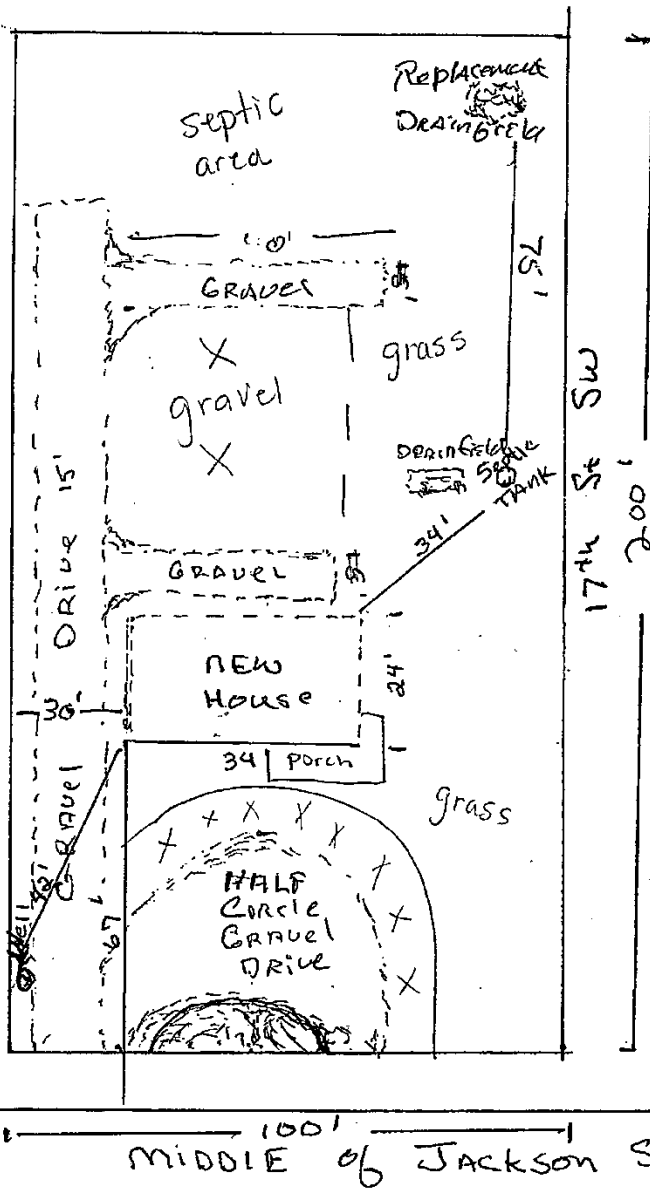 Replacement
Drainfield
septic
area
75'
GRAVEL
grass
X
gravel
X
17th St SW
200'
DRAINfield
Septic
TANK
34'
DRIVE 15'
GRAVEL
NEW
House
24'
30'
34
Porch
grass
GRAVEL
Well
42'
67'
X X X X X X X X
HALF
CIRCLE
GRAVEL
DRIVE
100'
MIDDLE of JACKSON S